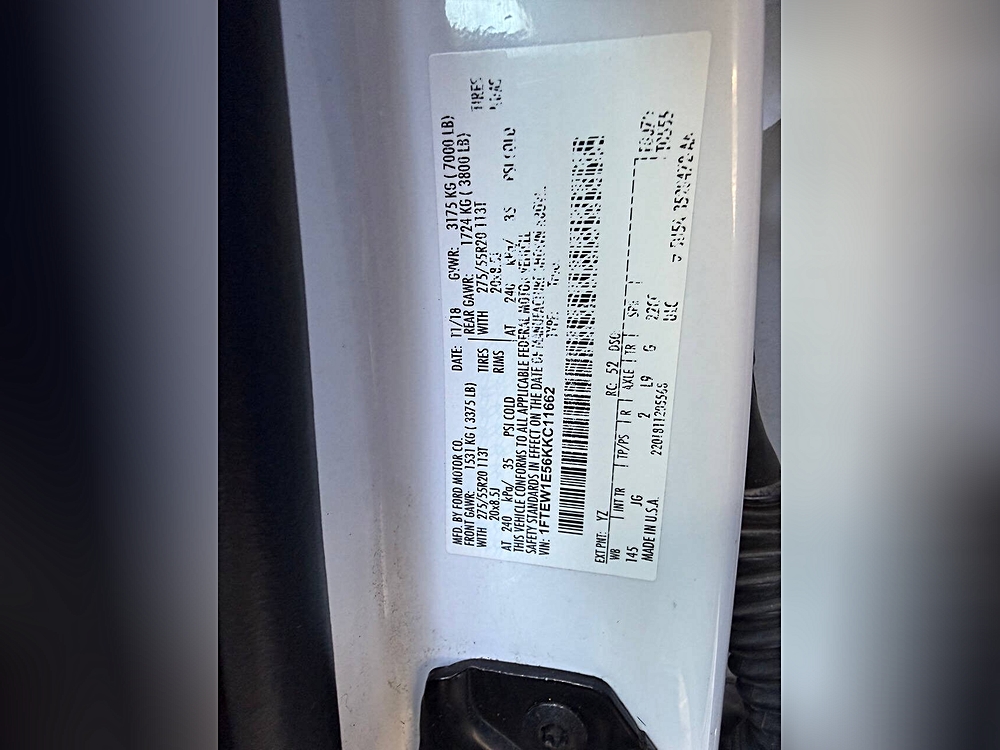 MFD. BY FORD MOTOR CO. DATE: 11/18 GVWR: 3175 KG ( 7000 LB)
FRONT GAWR: 1531 KG ( 3375 LB) REAR GAWR: 1724 KG ( 3800 LB)
WITH 275/55R20 113T TIRES WITH 275/55R20 113T TIRES
20x8.5J RIMS 20x8.5J RIMS
AT 240 kPa/ 35 PSI COLD AT 240 kPa/ 35 PSI COLD
THIS VEHICLE CONFORMS TO ALL APPLICABLE FEDERAL MOTOR VEHICLE
SAFETY STANDARDS IN EFFECT ON THE DATE OF MANUFACTURE SHOWN ABOVE.
VIN: 1FTEW1E56KKC11662 TYPE:
EXT PNT: YZ RC: 52 DSO:
WB INT TR TP/PS R AXLE TR SPR
145 JG 2 L9 G
MADE IN U.S.A. UTC